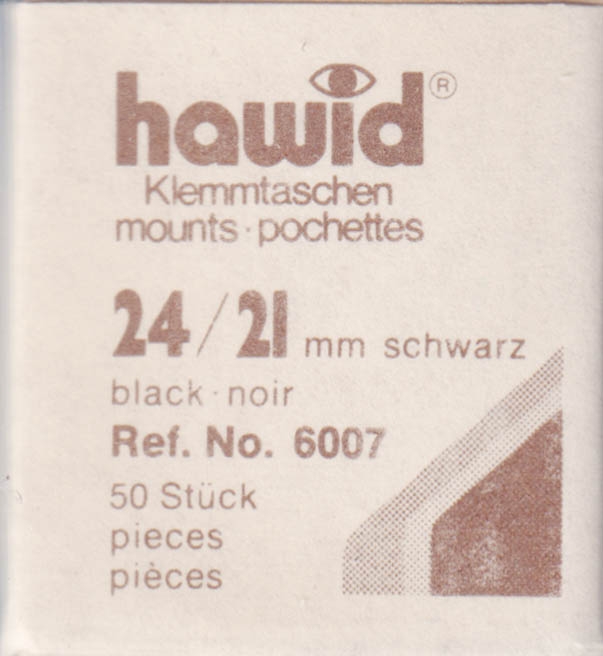 hawid®
Klemmtaschen
mounts·pochettes
24/21 mm schwarz
black·noir
Ref. No. 6007
50 Stück
pieces
pièces